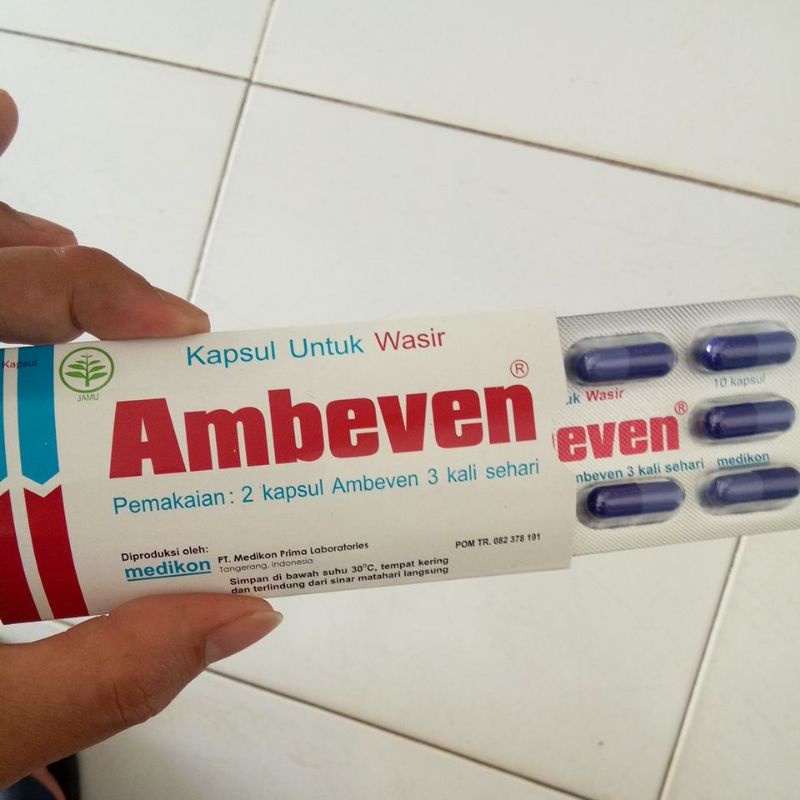 Kapsul
JAMU
Kapsul Untuk Wasir
Ambeven®
Pemakaian : 2 kapsul Ambeven 3 kali sehari
Diproduksi oleh:
medikon PT. Medikon Prima Laboratories
Tangerang, Indonesia
POM TR. 082 378 191
Simpan di bawah suhu 30°C, tempat kering
dan terlindung dari sinar matahari langsung
10 kapsul
uk Wasir
even®
nbeven 3 kali sehari medikon